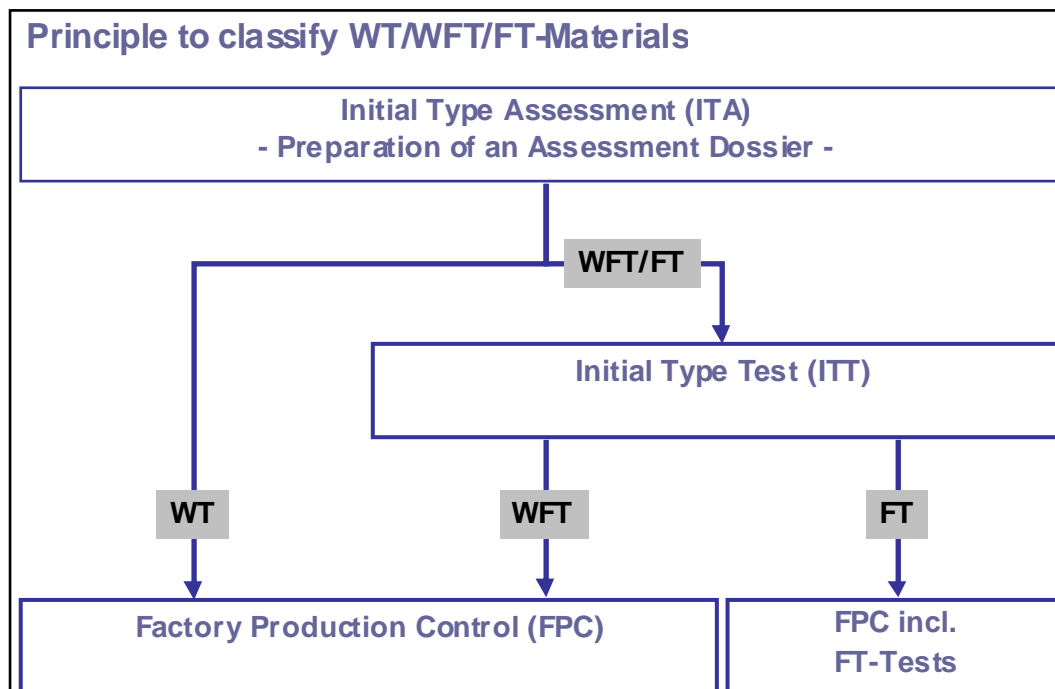 Principle to classify WT/WFT/FT-Materials
Initial Type Assessment (ITA)
- Preparation of an Assessment Dossier -
WFT/FT
Initial Type Test (ITT)
WT
WFT
FT
Factory Production Control (FPC)
FPC incl.
FT-Tests